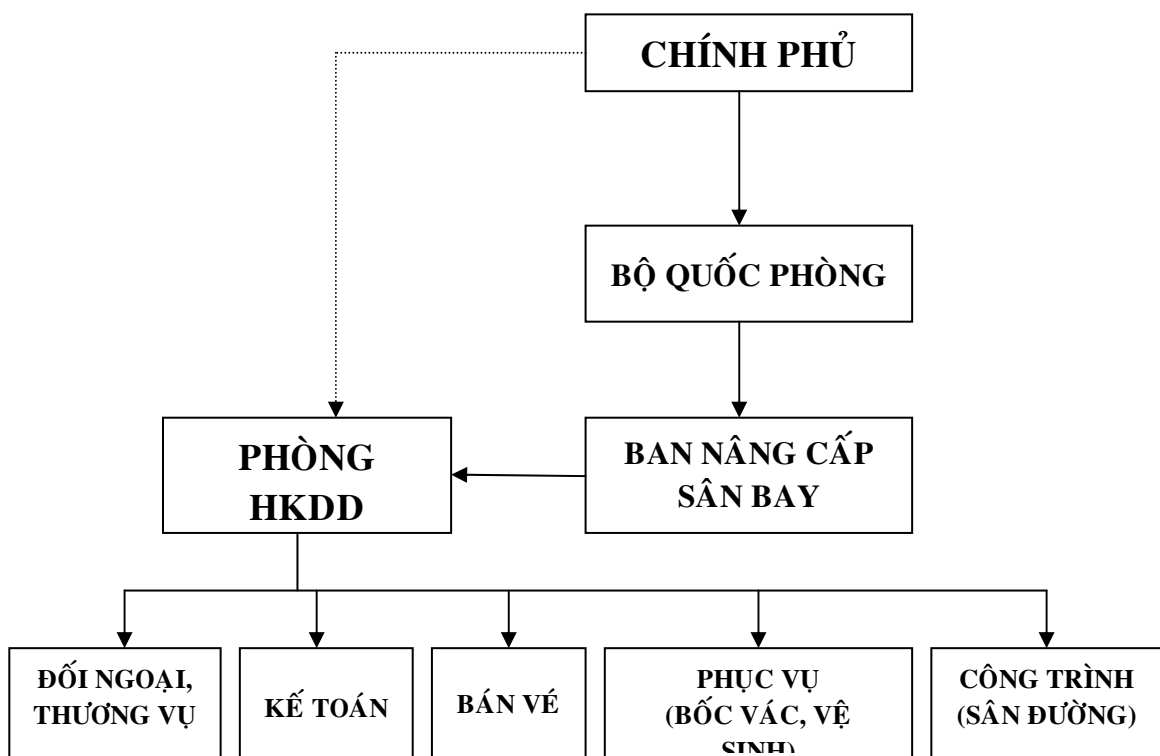 CHÍNH PHỦ
BỘ QUỐC PHÒNG
PHÒNG
HKDD
BAN NÂNG CẤP
SÂN BAY
ĐỐI NGOẠI,
THƯƠNG VỤ
KẾ TOÁN
BÁN VÉ
PHỤC VỤ
(BỐC VÁC, VỆ
SINH)
CÔNG TRÌNH
(SÂN ĐƯỜNG)